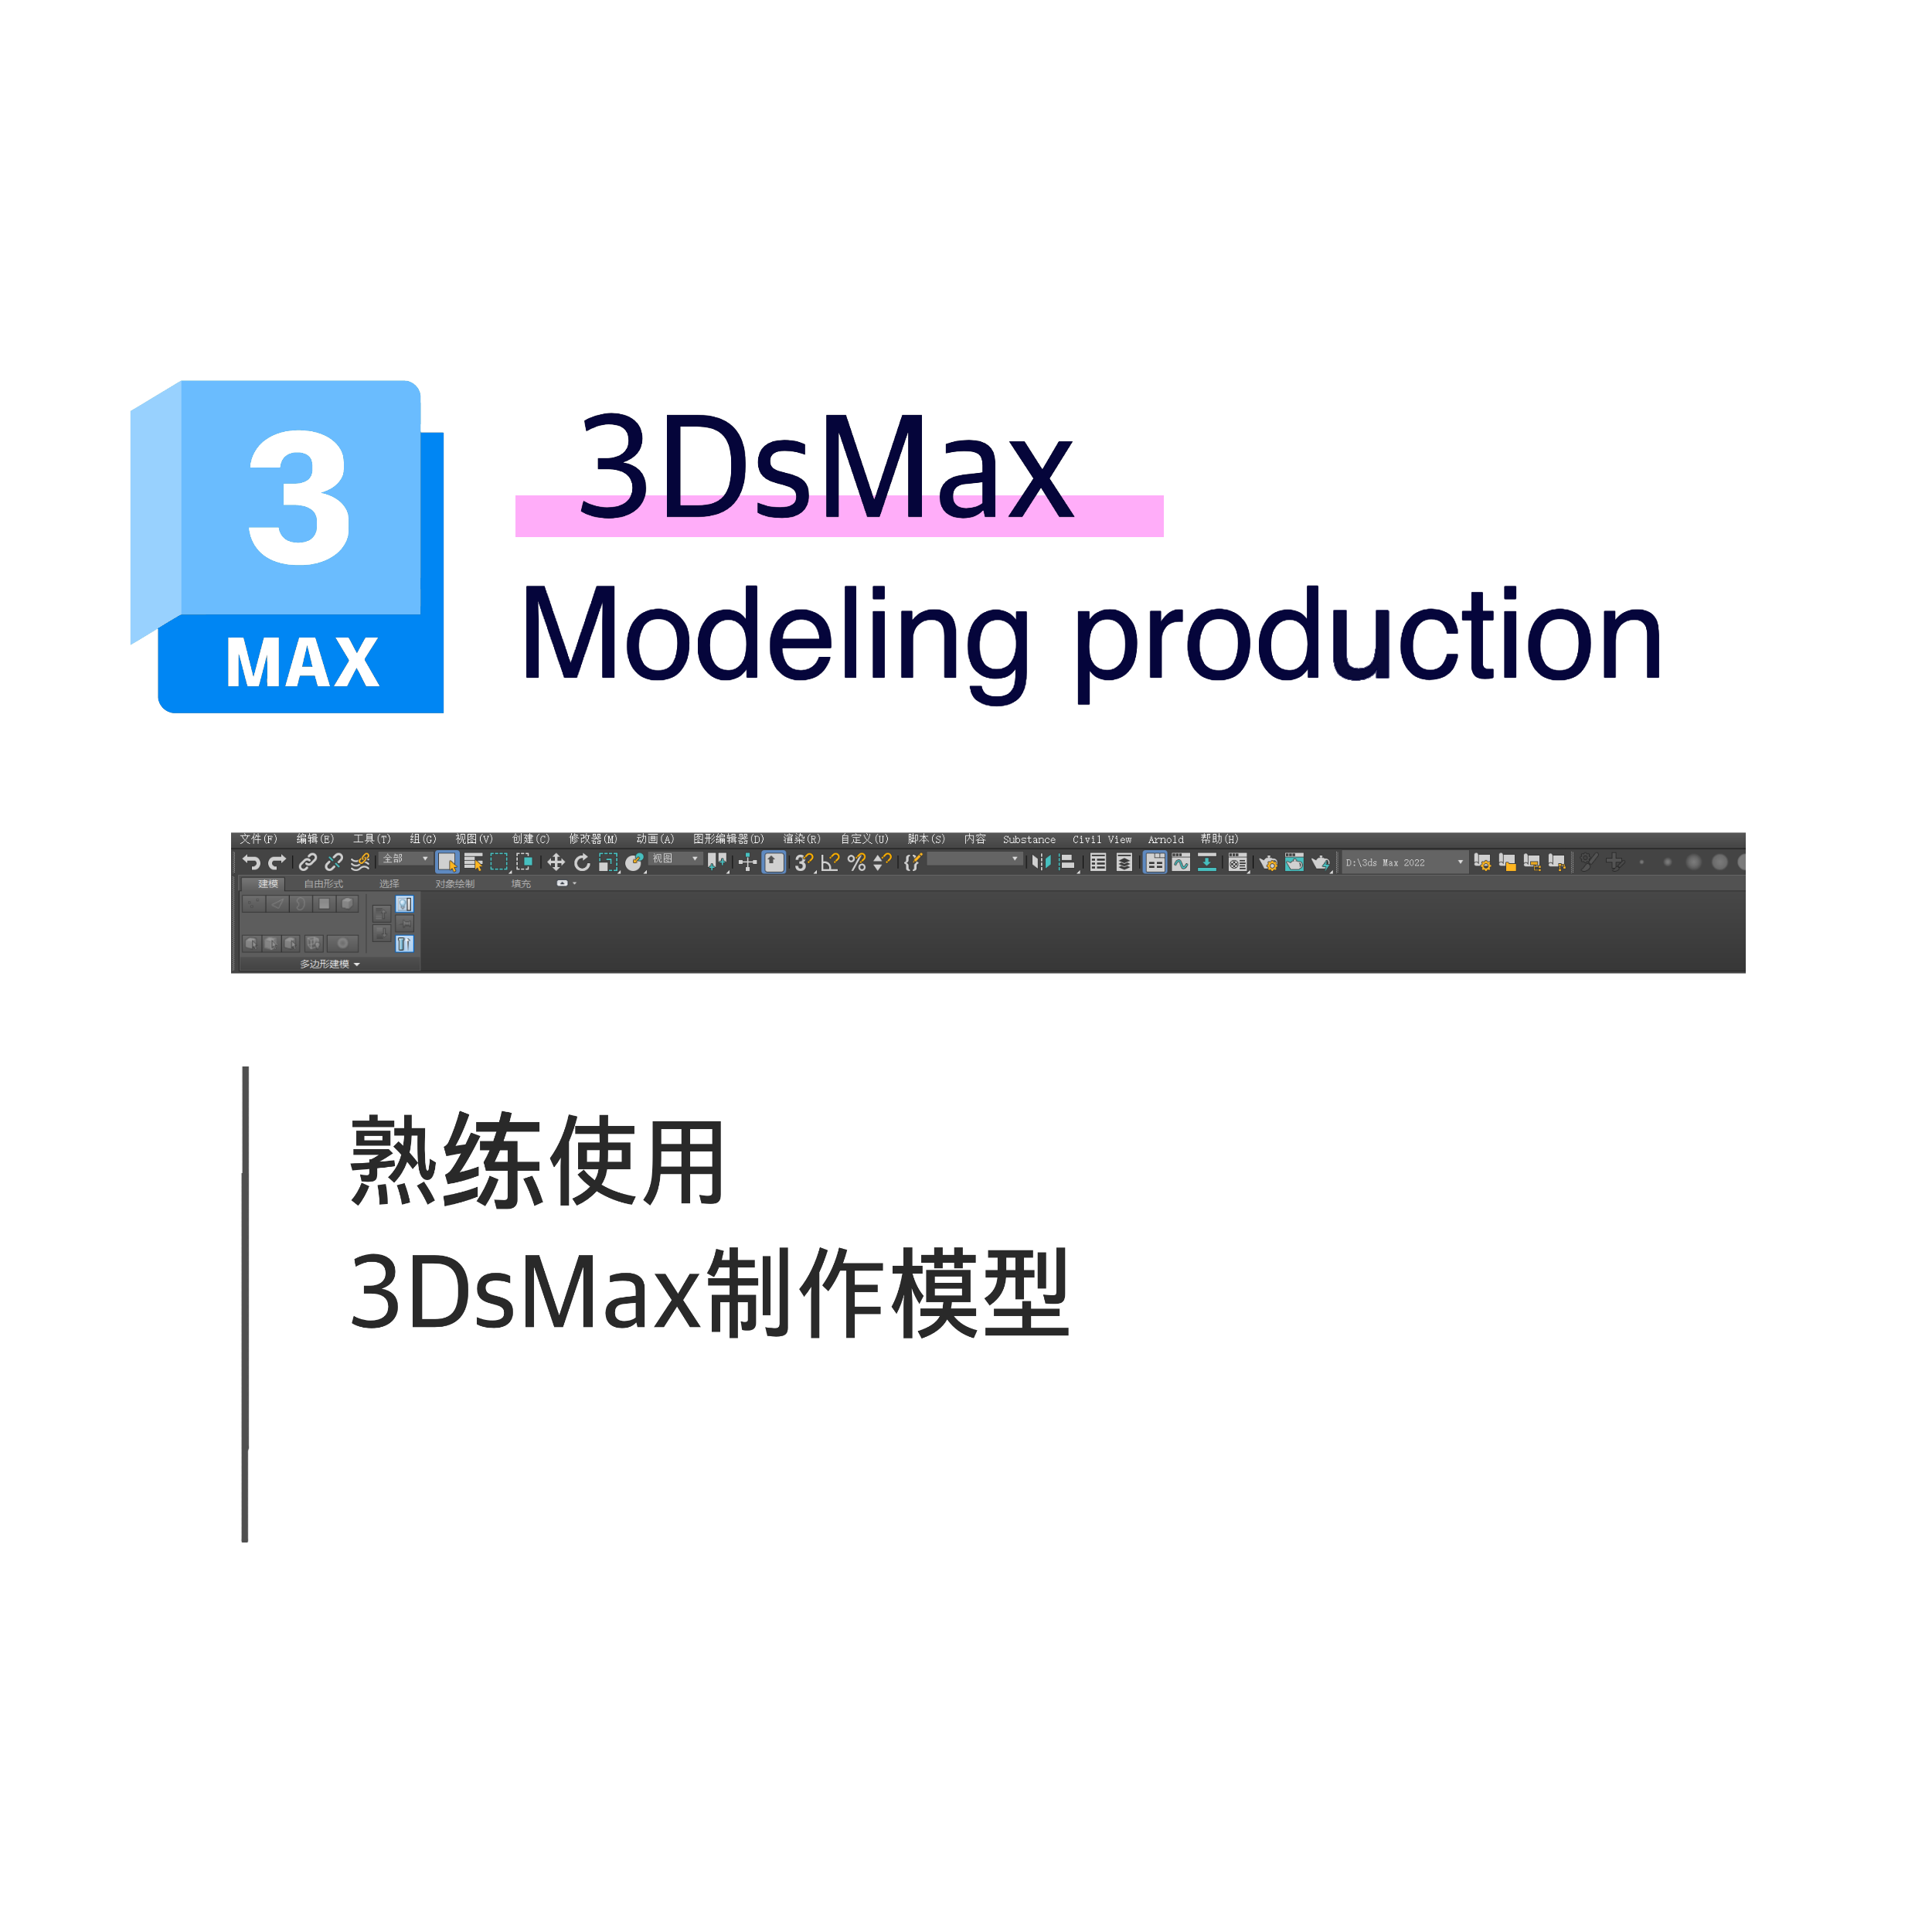 3
MAX
3DsMax
Modeling production
文件(F) 编辑(E) 工具(T) 组(G) 视图(V) 创建(C) 修改器(M) 动画(A) 图形编辑器(D) 渲染(R) 自定义(U) 脚本(S) 内容 Substance Civil View Arnold 帮助(H)
全部 视图 D:\3ds Max 2022
建模 自由形式 选择 对象绘制 填充
多边形建模
熟练使用
3DsMax制作模型